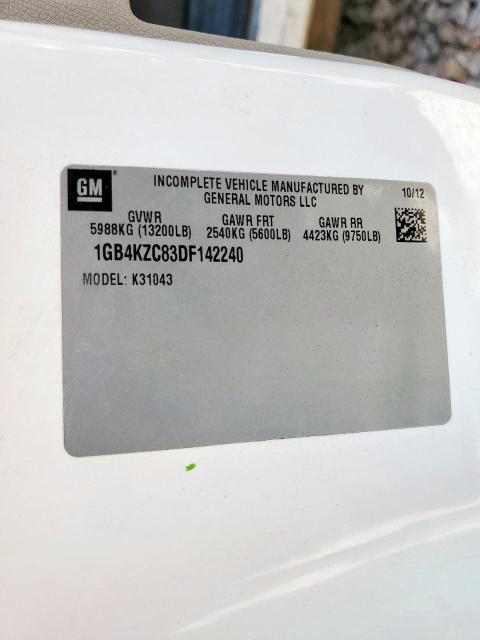 GM
INCOMPLETE VEHICLE MANUFACTURED BY
GENERAL MOTORS LLC
10/12
GVWR GAWR FRT GAWR RR
5988KG (13200LB) 2540KG (5600LB) 4423KG (9750LB)
1GB4KZC83DF142240
MODEL: K31043